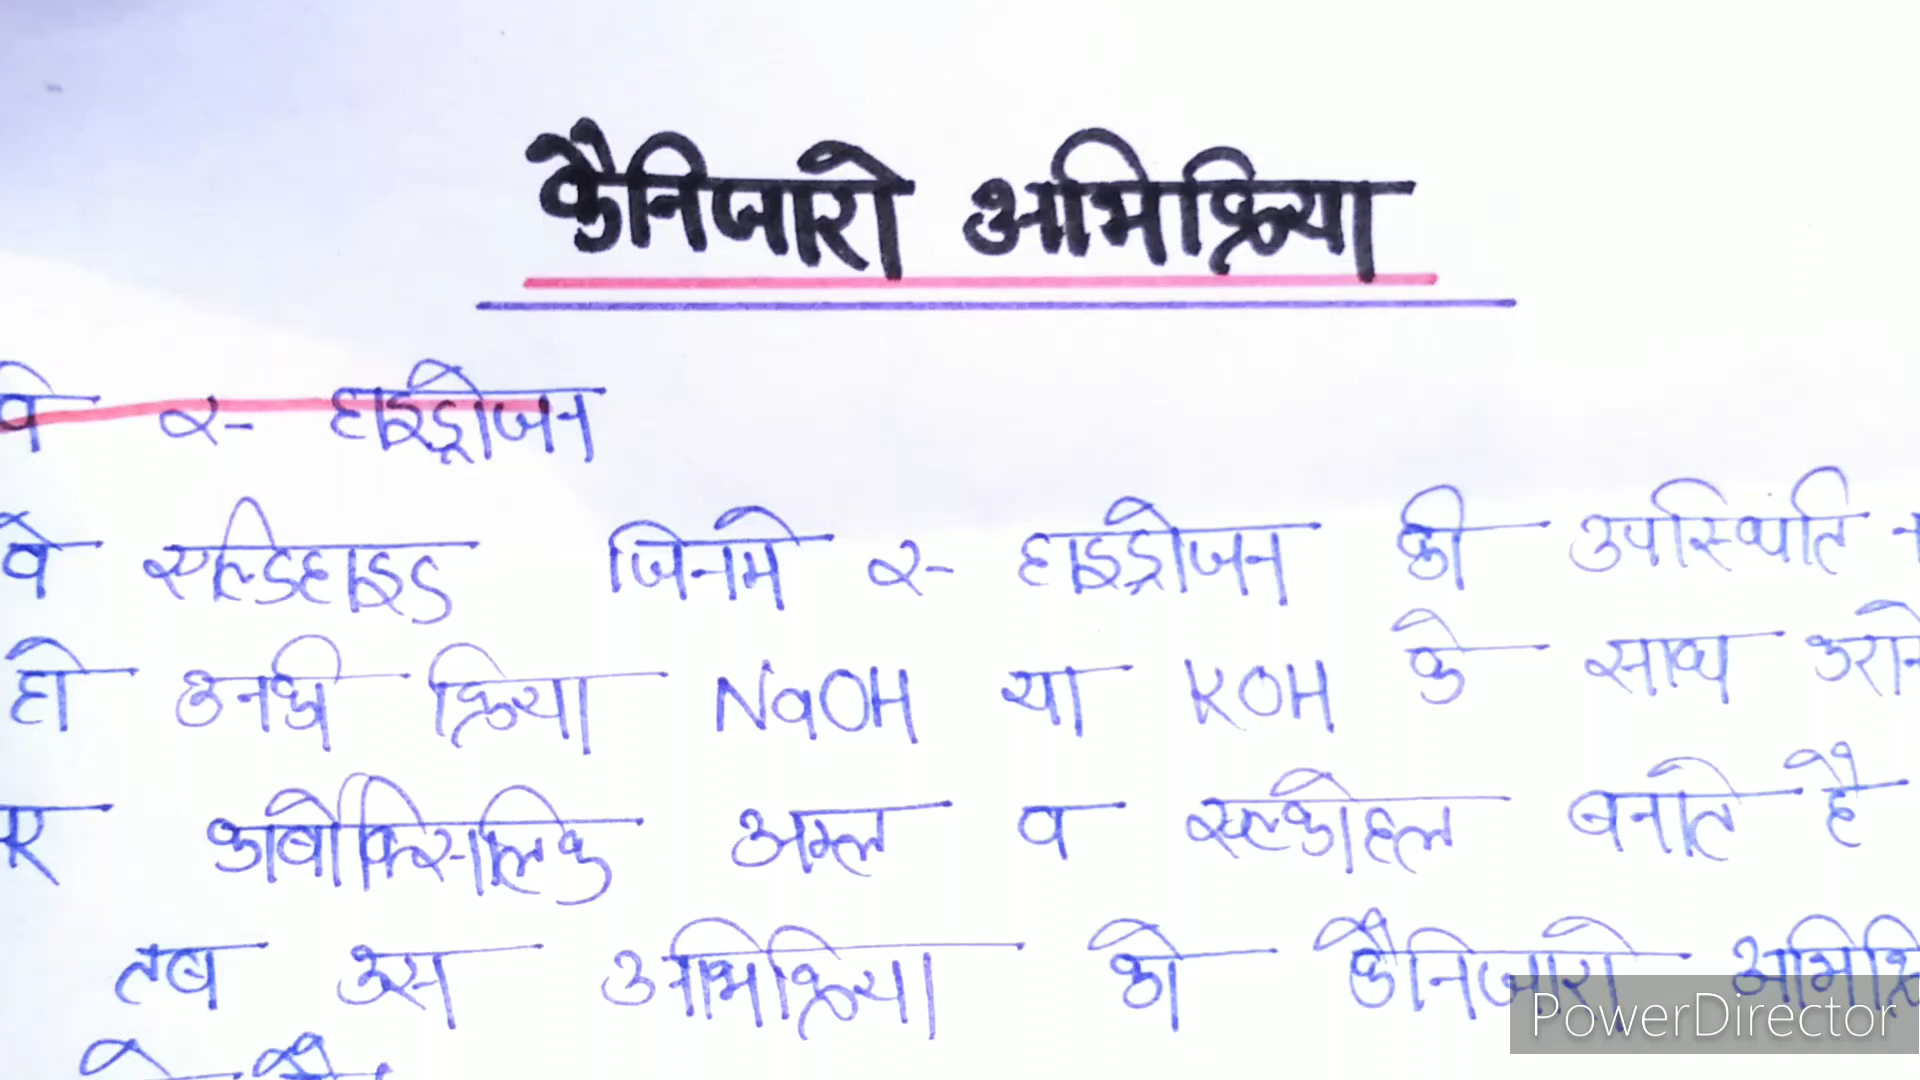 कैनिजारो अभिक्रिया
वे α- हाइड्रोजन
वे एल्डिहाइड जिनमे α- हाइड्रोजन की उपस्थिति
हो उनकी क्रिया NaOH या KOH के साथ कराने
कार्बोक्सिलिक अम्ल व एल्कोहल बनाते है
तब उस अभिक्रिया को कैनिजारो
PowerDirector